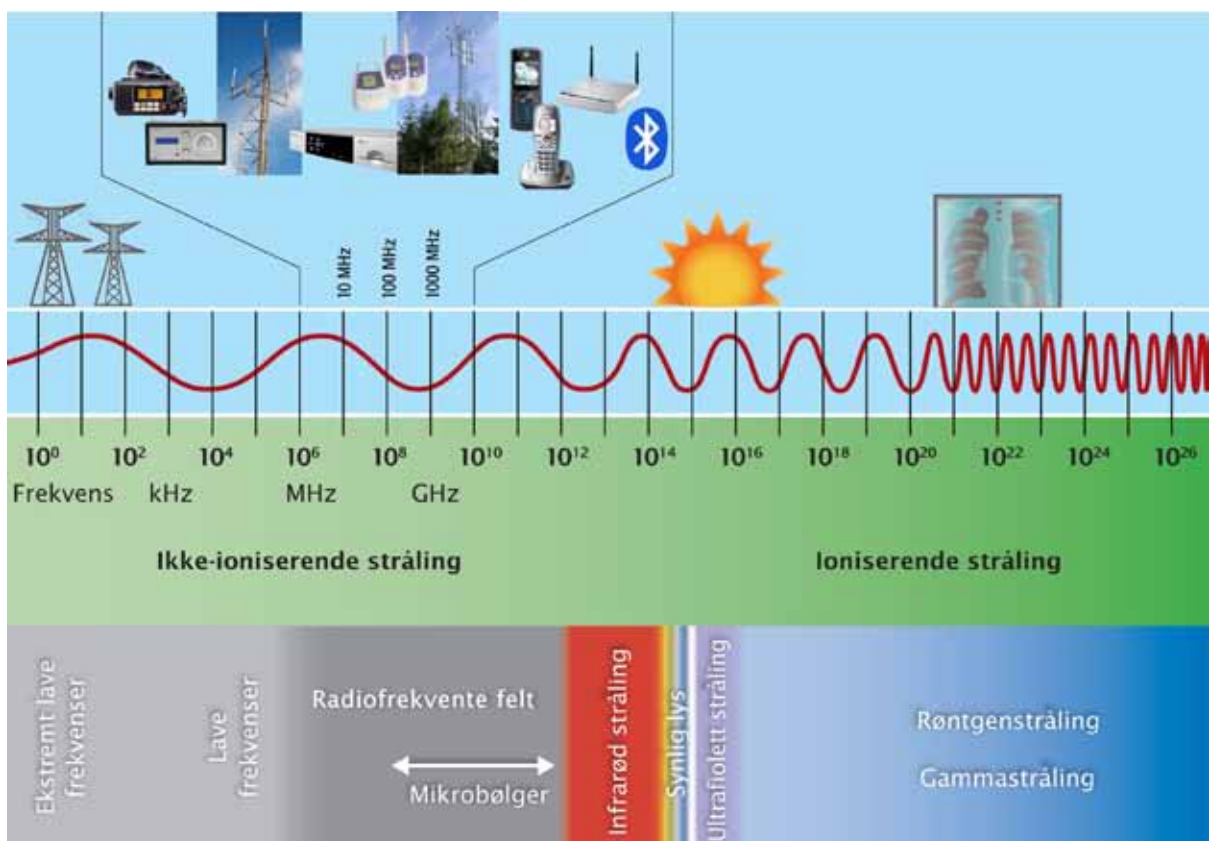 10 MHz
100 MHz
1000 MHz
10⁰ 10² 10⁴ 10⁶ 10⁸ 10¹⁰ 10¹² 10¹⁴ 10¹⁶ 10¹⁸ 10²⁰ 10²² 10²⁴ 10²⁶
Frekvens kHz MHz GHz
Ikke-ioniserende stråling Ioniserende stråling
Ekstremt lave
frekvenser
Lave
frekvenser
Radiofrekvente felt
Mikrobølger
Infrarød stråling
Synlig lys
Ultrafiolett stråling
Røntgenstråling
Gammastråling